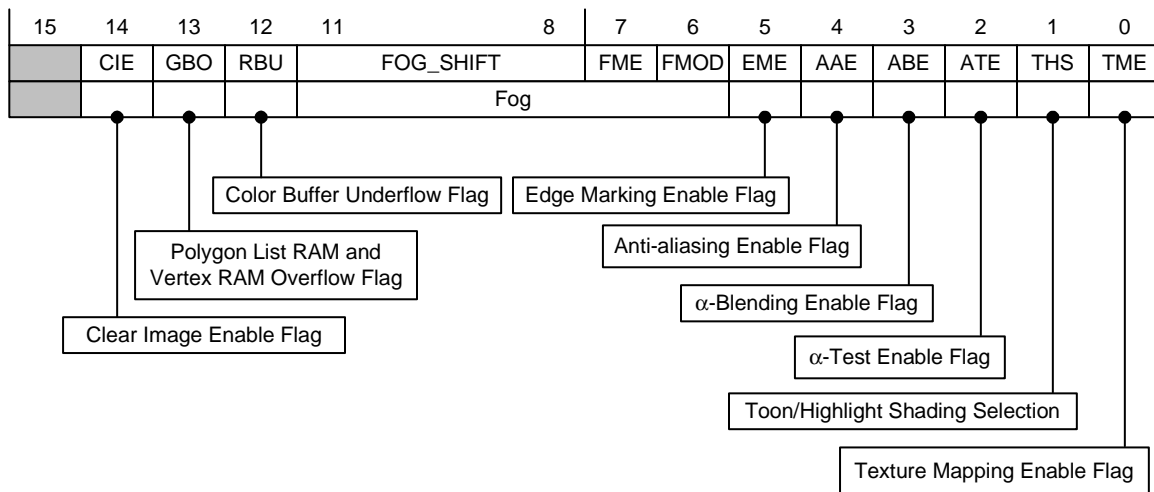 15 14 13 12 11 8 7 6 5 4 3 2 1 0
CIE GBO RBU FOG_SHIFT FME FMOD EME AAE ABE ATE THS TME
Fog
Color Buffer Underflow Flag
Edge Marking Enable Flag
Polygon List RAM and
Vertex RAM Overflow Flag
Anti-aliasing Enable Flag
α-Blending Enable Flag
Clear Image Enable Flag
α-Test Enable Flag
Toon/Highlight Shading Selection
Texture Mapping Enable Flag